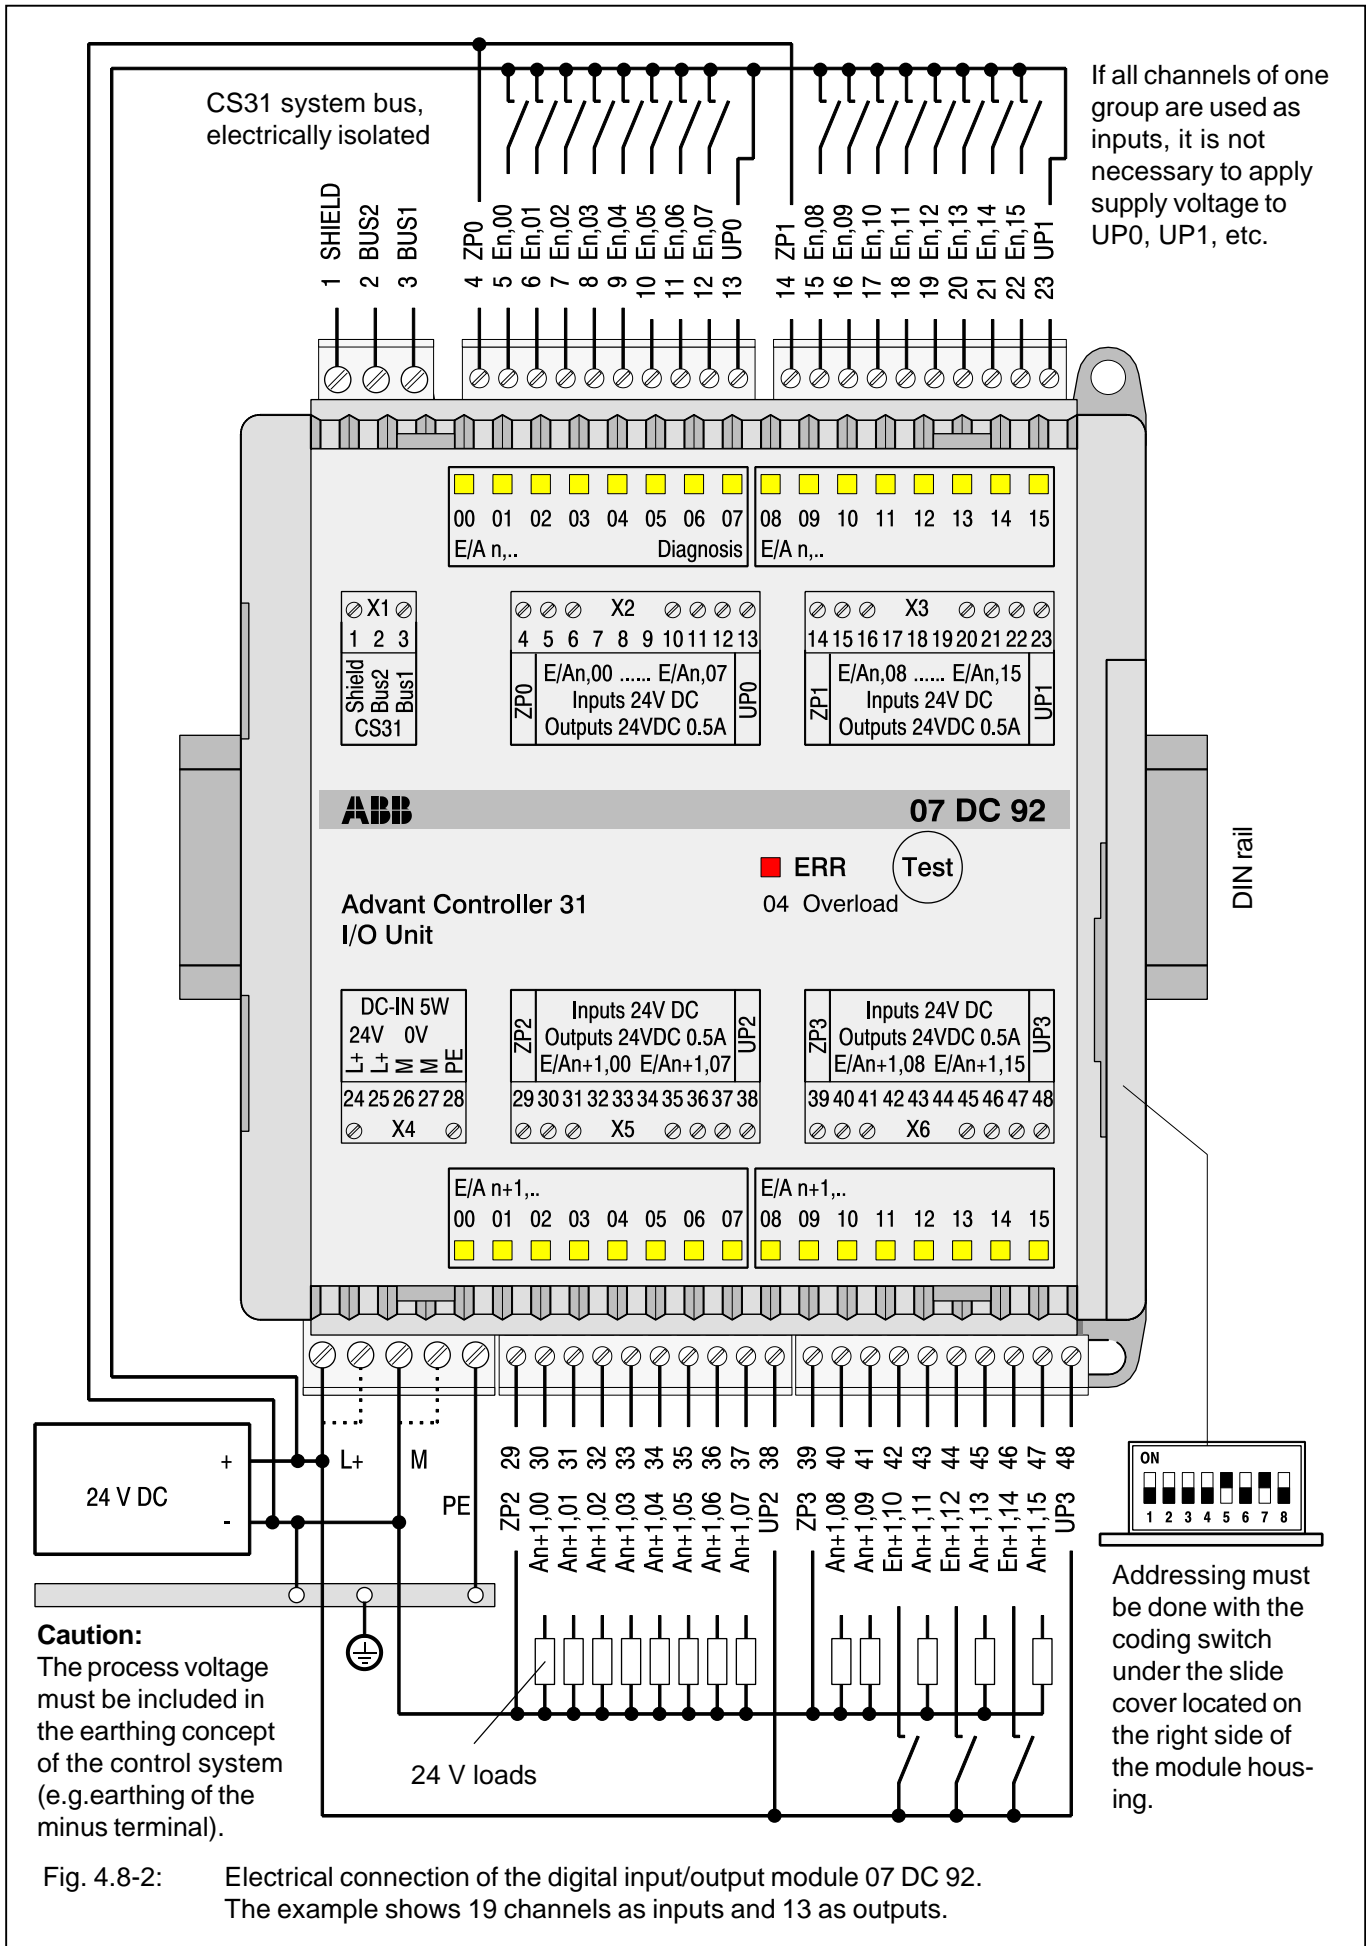 If all channels of one
group are used as
inputs, it is not
necessary to apply
supply voltage to
UP0, UP1, etc.
CS31 system bus,
electrically isolated
1 SHIELD
2 BUS2
3 BUS1
4 ZP0
5 En,00
6 En,01
7 En,02
8 En,03
9 En,04
10 En,05
11 En,06
12 En,07
13 UP0
14 ZP1
15 En,08
16 En,09
17 En,10
18 En,11
19 En,12
20 En,13
21 En,14
22 En,15
23 UP1
00 01 02 03 04 05 06 07
E/A n,.. Diagnosis
08 09 10 11 12 13 14 15
E/A n,..
X1
1 2 3
Shield
Bus2
Bus1
CS31
X2
4 5 6 7 8 9 10 11 12 13
ZP0
E/An,00 ...... E/An,07
Inputs 24V DC
Outputs 24VDC 0.5A
UP0
X3
14 15 16 17 18 19 20 21 22 23
ZP1
E/An,08 ...... E/An,15
Inputs 24V DC
Outputs 24VDC 0.5A
UP1
ABB
07 DC 92
ERR
Test
04 Overload
Advant Controller 31
I/O Unit
DIN rail
DC-IN 5W
24V 0V
L+
L+
M
M
PE
24 25 26 27 28
X4
ZP2
Inputs 24V DC
Outputs 24VDC 0.5A
E/An+1,00 E/An+1,07
UP2
29 30 31 32 33 34 35 36 37 38
X5
ZP3
Inputs 24V DC
Outputs 24VDC 0.5A
E/An+1,08 E/An+1,15
UP3
39 40 41 42 43 44 45 46 47 48
X6
E/A n+1,..
00 01 02 03 04 05 06 07
E/A n+1,..
08 09 10 11 12 13 14 15
24 V DC
+
-
L+
M
PE
ZP2 29
An+1,00 30
An+1,01 31
An+1,02 32
An+1,03 33
An+1,04 34
An+1,05 35
An+1,06 36
An+1,07 37
UP2 38
ZP3 39
An+1,08 40
An+1,09 41
En+1,10 42
An+1,11 43
En+1,12 44
An+1,13 45
En+1,14 46
An+1,15 47
UP3 48
ON
1 2 3 4 5 6 7 8
Addressing must
be done with the
coding switch
under the slide
cover located on
the right side of
the module hous-
ing.
Caution:
The process voltage
must be included in
the earthing concept
of the control system
(e.g.earthing of the
minus terminal).
24 V loads
Fig. 4.8-2: Electrical connection of the digital input/output module 07 DC 92.
The example shows 19 channels as inputs and 13 as outputs.